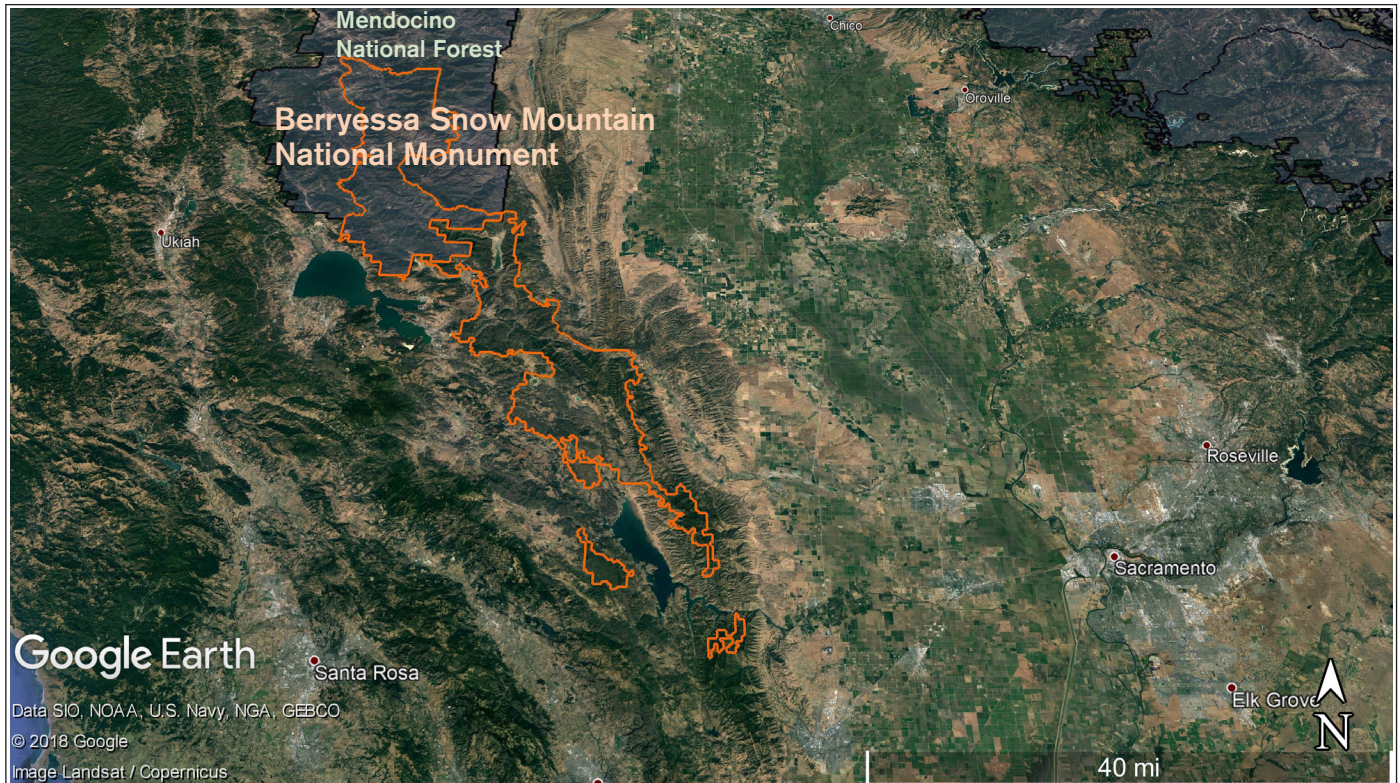 Mendocino
National Forest
Chico
Oroville
Berryessa Snow Mountain
National Monument
Ukiah
Roseville
Sacramento
Google Earth
Santa Rosa
Elk Grove
N
Data SIO, NOAA, U.S. Navy, NGA, GEBCO
© 2018 Google
Image Landsat / Copernicus
40 mi